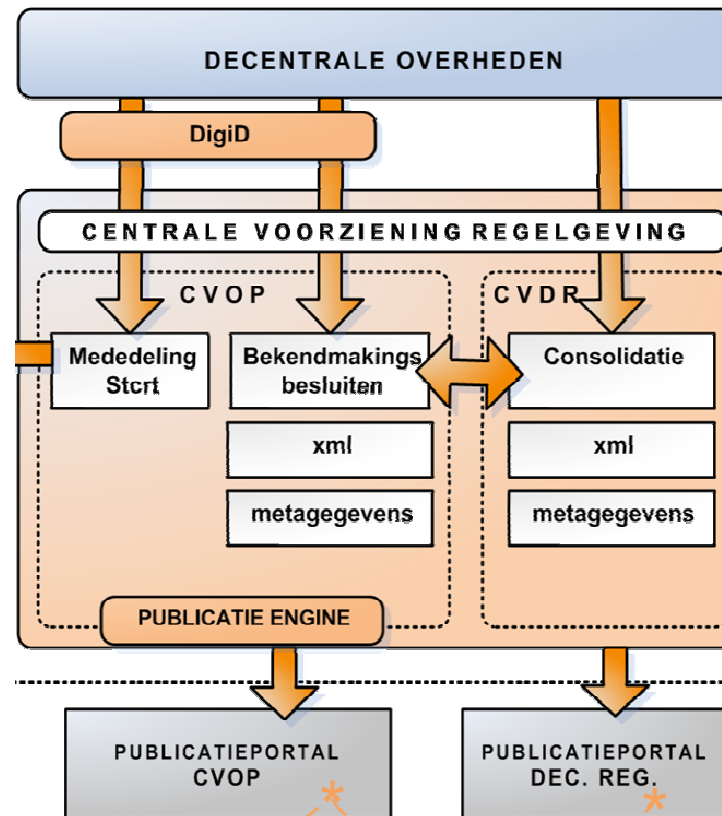 DECENTRALE OVERHEDEN
DigiD
CENTRALE VOORZIENING REGELGEVING
CVOP
CVDR
Mededeling
Stcrt
Bekendmakings
besluiten
Consolidatie
xml
xml
metagegevens
metagegevens
PUBLICATIE ENGINE
PUBLICATIEPORTAL
CVOP
PUBLICATIEPORTAL
DEC. REG.
*
*